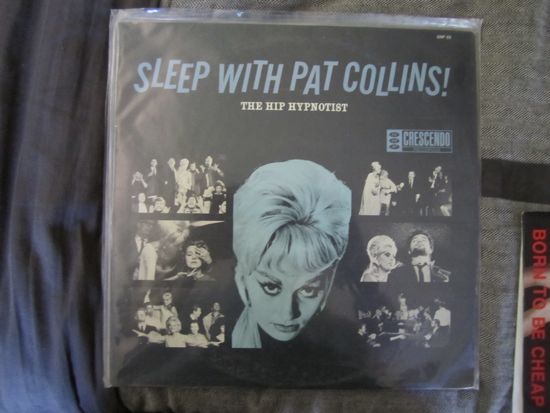 SLEEP WITH PAT COLLINS!
THE HIP HYPNOTIST
CRESCENDO
BORN TO BE CHEAP